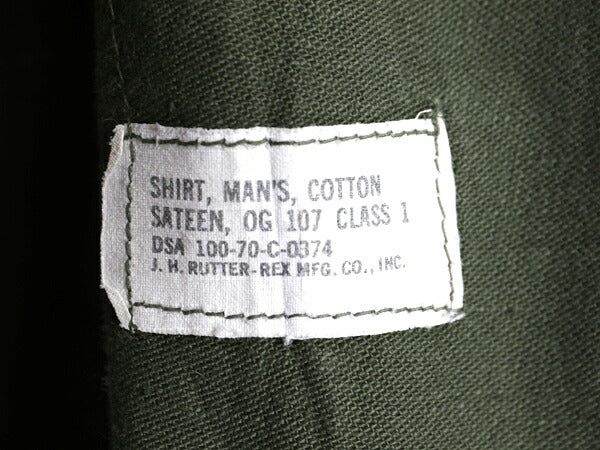 SHIRT, MAN'S, COTTON
SATEEN, OG 107 CLASS 1
DSA 100-70-C-0374
J. H. RUTTER-REX MFG. CO., INC.